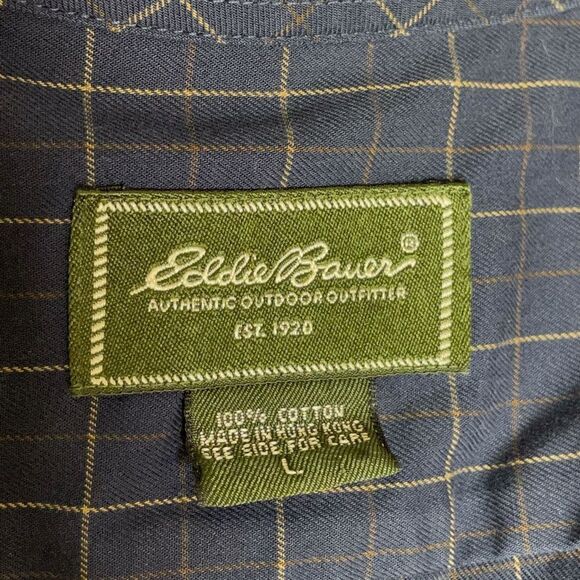 Eddie Bauer®
AUTHENTIC OUTDOOR OUTFITTER
EST. 1920
100% COTTON
MADE IN HONG KONG
SEE SIDE FOR CARE
L